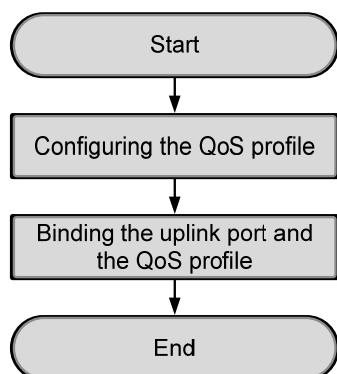 Start
Configuring the QoS profile
Binding the uplink port and
the QoS profile
End